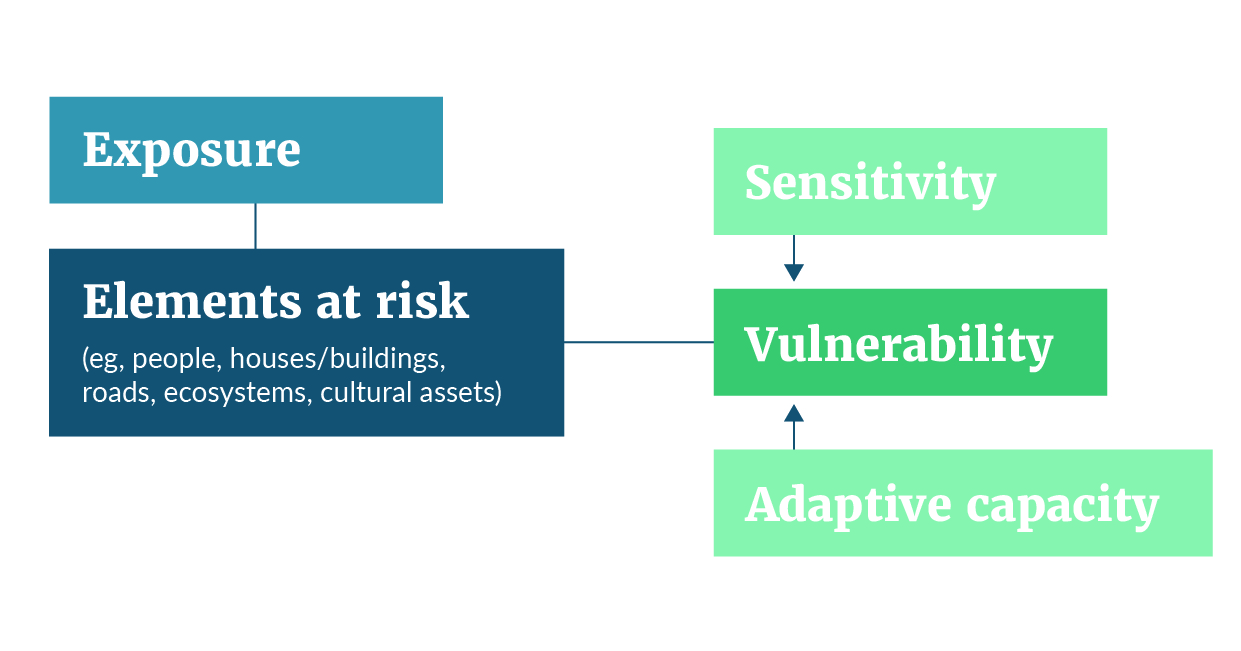 Exposure
Elements at risk
(eg, people, houses/buildings,
roads, ecosystems, cultural assets)
Sensitivity
Vulnerability
Adaptive capacity